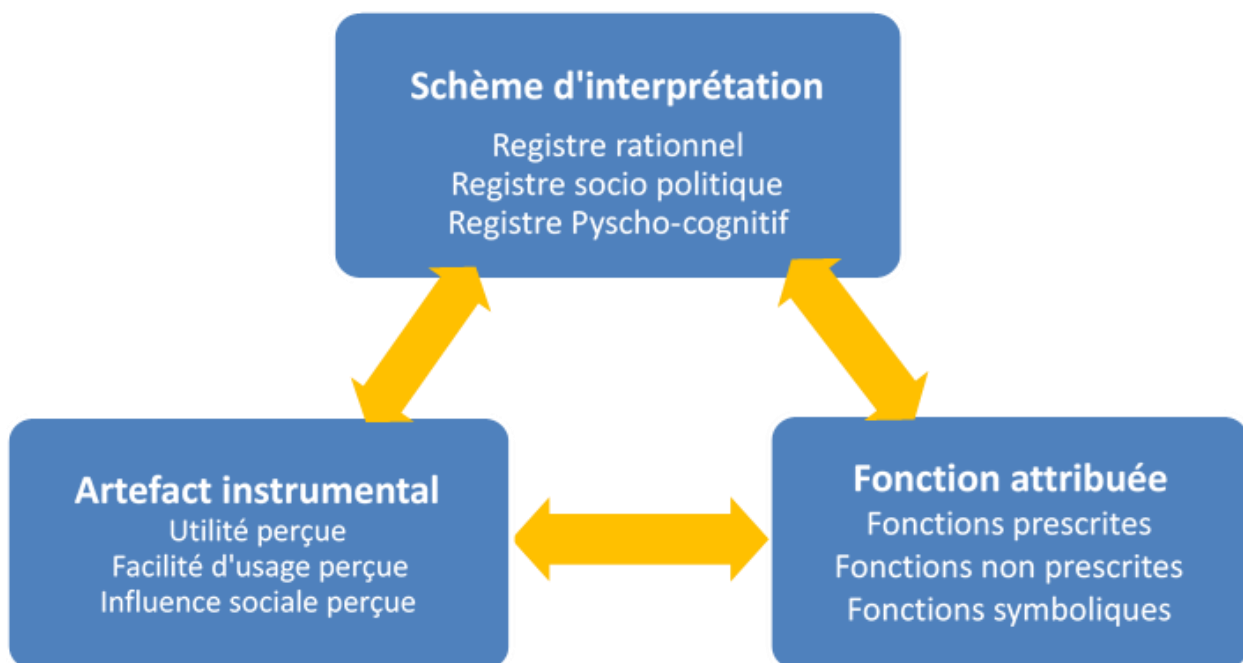 Schème d'interprétation
Registre rationnel
Registre socio politique
Registre Pyscho-cognitif
Artefact instrumental
Utilité perçue
Facilité d'usage perçue
Influence sociale perçue
Fonction attribuée
Fonctions prescrites
Fonctions non prescrites
Fonctions symboliques